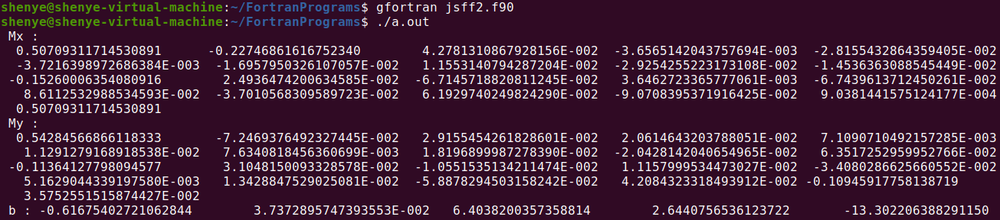 shenye@shenye-virtual-machine:~/FortranPrograms$ gfortran jsff2.f90
shenye@shenye-virtual-machine:~/FortranPrograms$ ./a.out
Mx :
0.50709311714530891 -0.22746861616752340 4.2781310867928156E-002 -3.6565142043757694E-003 -2.8155432864359405E-002
-3.7216398972686384E-003 -1.6957950326107057E-002 1.1553140794287204E-002 -2.9254255223173108E-002 -1.4536363088545449E-002
-0.15260006354080916 2.4936474200634585E-002 -6.7145718820811245E-002 3.6462723365777061E-003 -6.7439613712450261E-002
8.6112532988534593E-002 -3.7010568309589723E-002 6.1929740249824290E-002 -9.0708395371916425E-002 9.0381441575124177E-004
0.50709311714530891
My :
0.54284566866118333 -7.2469376492327445E-002 2.9155454261828601E-002 2.0614643203788051E-002 7.1090710492157285E-003
1.1291279168918538E-002 7.6340818456360699E-003 1.8196899987278390E-002 -2.0428142040654965E-002 6.3517252959952766E-002
-0.11364127798094577 3.1048150093328578E-002 -1.0551535134211474E-002 1.1157999534473027E-002 -3.4080286625660552E-002
5.1629044339197580E-003 1.3428847529025081E-002 -5.8878294503158242E-002 4.2084323318493912E-002 -0.10945917758138719
3.5752551515874427E-002
b : -0.61675402721062844 3.7372895747393553E-002 6.4038200357358814 2.6440756536123722 -13.302206388291150